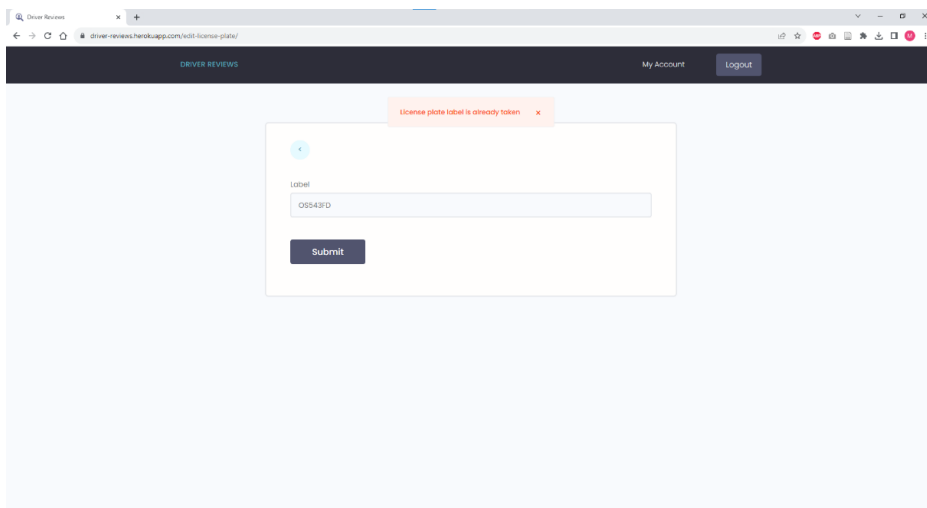 Driver Reviews
driver-reviews.herokuapp.com/edit-license-plate/
DRIVER REVIEWS
My Account
Logout
License plate label is already taken x
Label
OS543FD
Submit